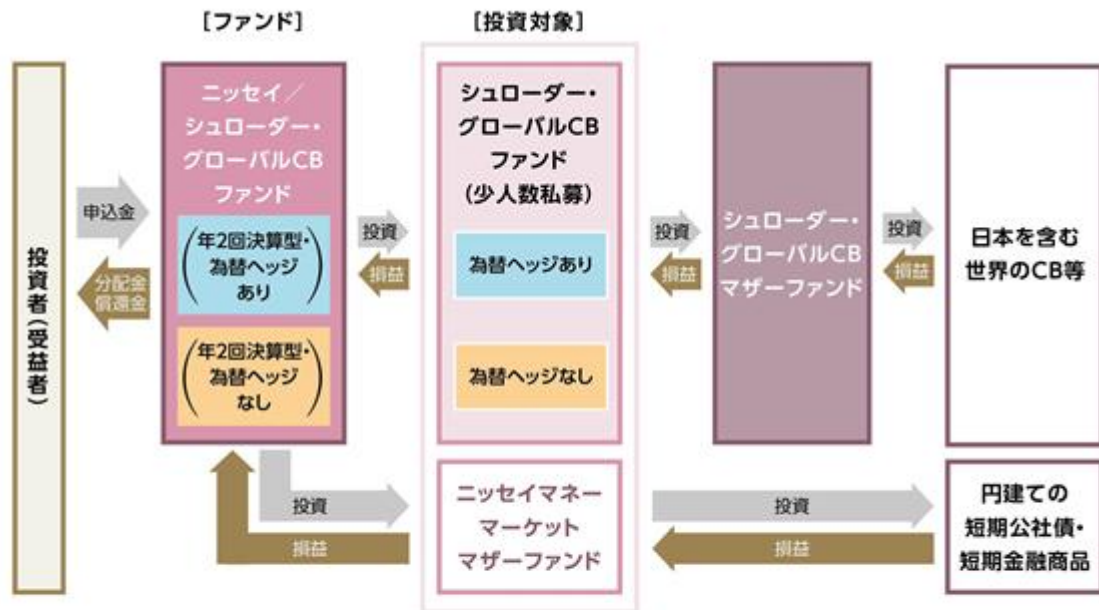 ［ファンド］
［投資対象］
投資者（受益者）
申込金
分配金
償還金
ニッセイ／
シュローダー・
グローバルCB
ファンド
（年2回決算型・
為替ヘッジ
あり）
（年2回決算型・
為替ヘッジ
なし）
投資
損益
シュローダー・
グローバルCB
ファンド
（少人数私募）
為替ヘッジあり
為替ヘッジなし
投資
損益
シュローダー・
グローバルCB
マザーファンド
投資
損益
日本を含む
世界のCB等
投資
損益
ニッセイマネー
マーケット
マザーファンド
投資
損益
円建ての
短期公社債・
短期金融商品